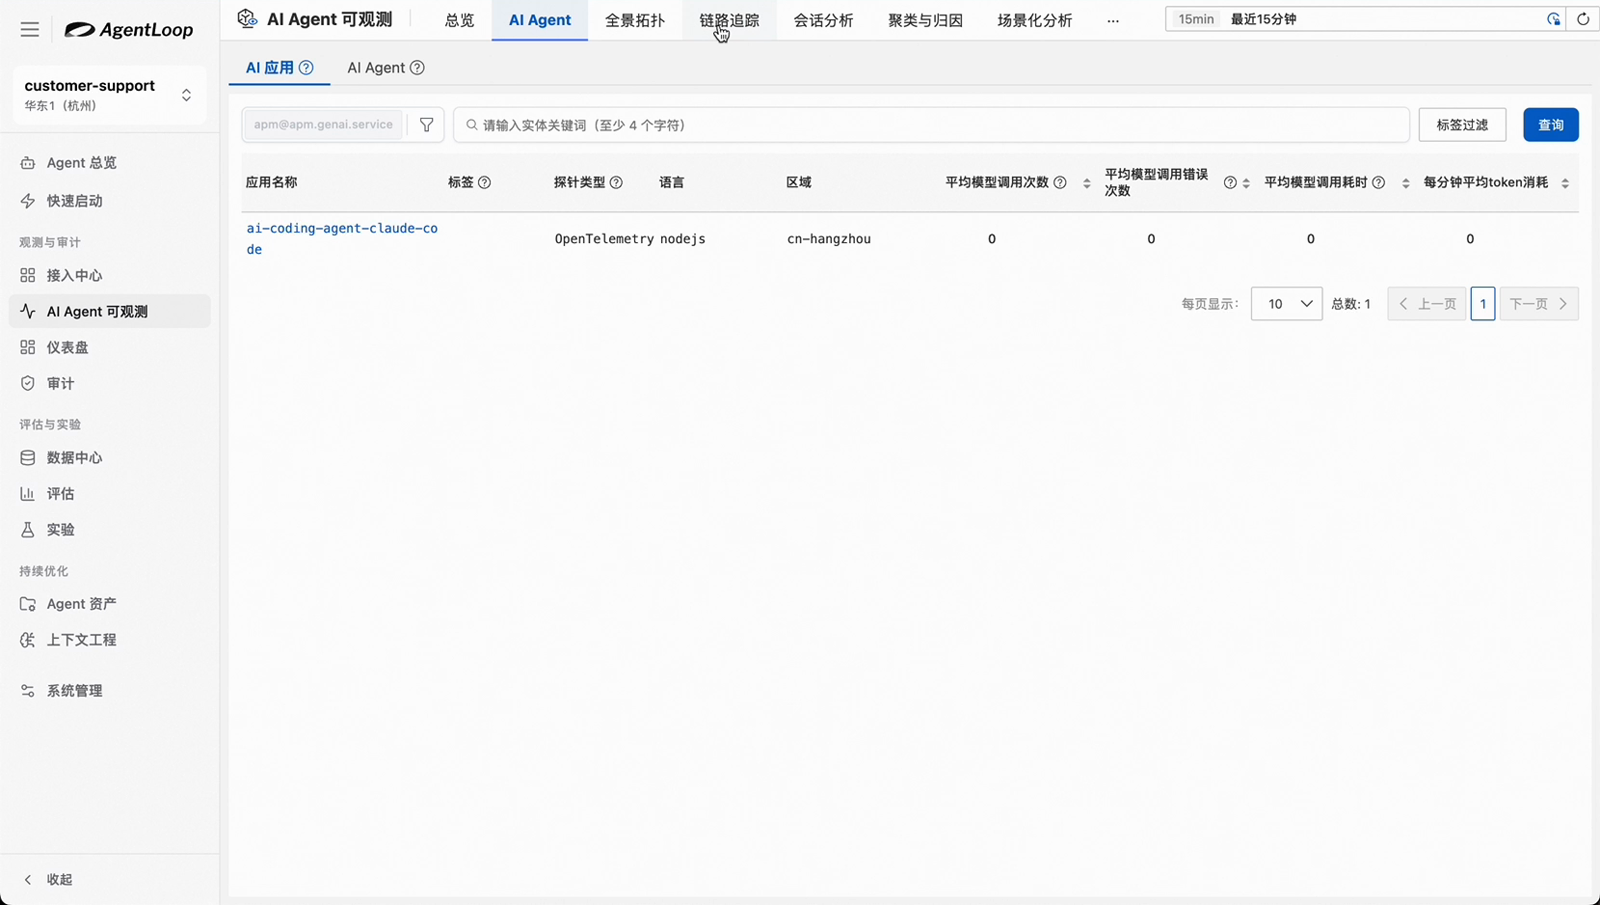 AgentLoop
customer-support
华东1（杭州）
Agent 总览
快速启动
观测与审计
接入中心
AI Agent 可观测
仪表盘
审计
评估与实验
数据中心
评估
实验
持续优化
Agent 资产
上下文工程
系统管理
收起
AI Agent 可观测 总览 AI Agent 全景拓扑 链路追踪 会话分析 聚类与归因 场景化分析 ... 15min 最近15分钟
AI 应用 AI Agent
apm@apm.genai.service 请输入实体关键词（至少 4 个字符） 标签过滤 查询
应用名称 标签 探针类型 语言 区域 平均模型调用次数 平均模型调用错误 平均模型调用耗时 每分钟平均token消耗
次数
ai-coding-agent-claude-co
de
OpenTelemetry nodejs cn-hangzhou 0 0 0 0
每页显示： 10 总数: 1 上一页 1 下一页